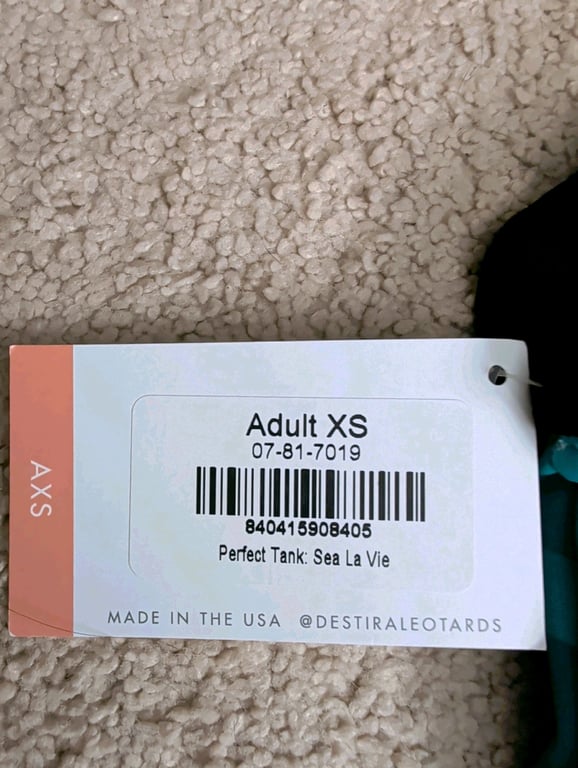 AXS
Adult XS
07-81-7019
840415908405
Perfect Tank: Sea La Vie
MADE IN THE USA @DESTIRALEOTARDS